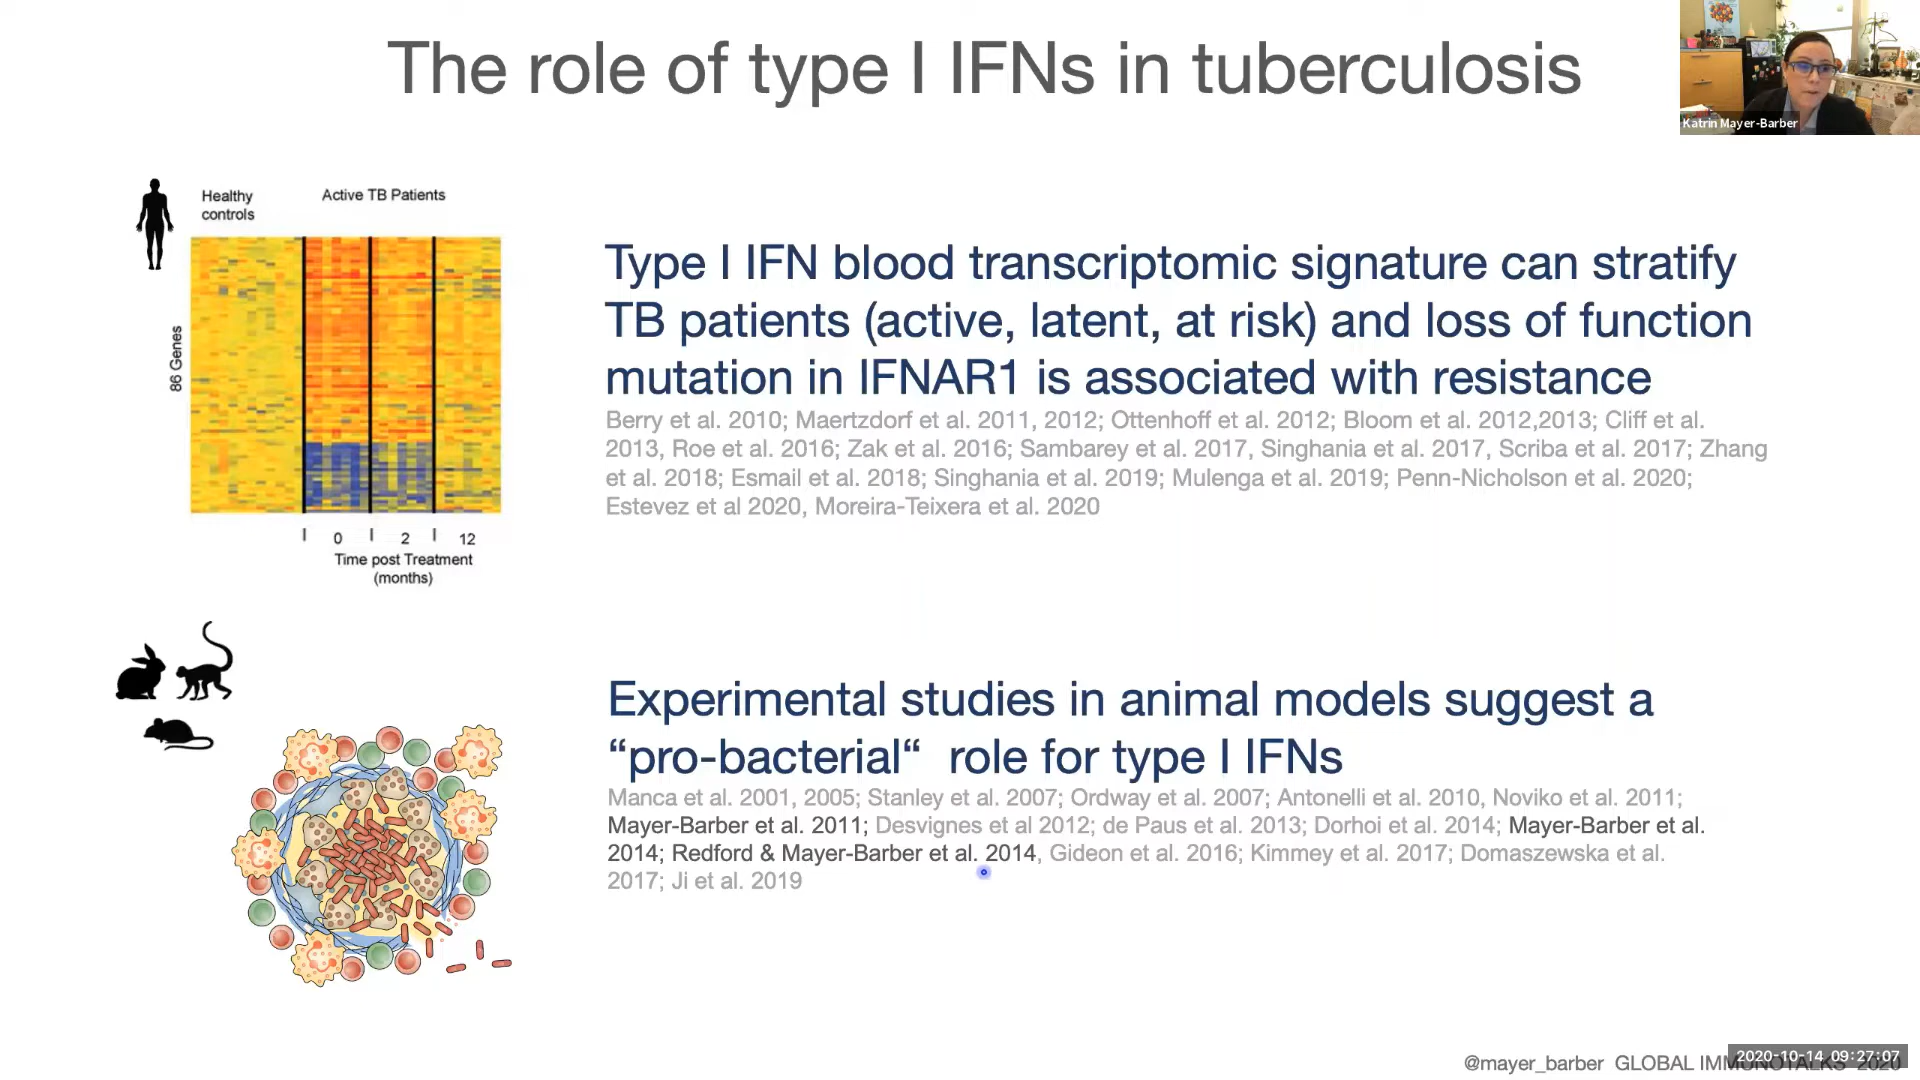 The role of type I IFNs in tuberculosis
Katrin Mayer-Barber
Healthy
controls
Active TB Patients
86 Genes
0 2 12
Time post Treatment
(months)
Type I IFN blood transcriptomic signature can stratify
TB patients (active, latent, at risk) and loss of function
mutation in IFNAR1 is associated with resistance
Berry et al. 2010; Maertzdorf et al. 2011, 2012; Ottenhoff et al. 2012; Bloom et al. 2012,2013; Cliff et al.
2013, Roe et al. 2016; Zak et al. 2016; Sambarey et al. 2017, Singhania et al. 2017, Scriba et al. 2017; Zhang
et al. 2018; Esmail et al. 2018; Singhania et al. 2019; Mulenga et al. 2019; Penn-Nicholson et al. 2020;
Estevez et al 2020, Moreira-Teixera et al. 2020
Experimental studies in animal models suggest a
“pro-bacterial“ role for type I IFNs
Manca et al. 2001, 2005; Stanley et al. 2007; Ordway et al. 2007; Antonelli et al. 2010, Noviko et al. 2011;
Mayer-Barber et al. 2011; Desvignes et al 2012; de Paus et al. 2013; Dorhoi et al. 2014; Mayer-Barber et al.
2014; Redford & Mayer-Barber et al. 2014, Gideon et al. 2016; Kimmey et al. 2017; Domaszewska et al.
2017; Ji et al. 2019
@mayer_barber GLOBAL IMMUNOTALKS 2020
2020-10-14 09:27:07